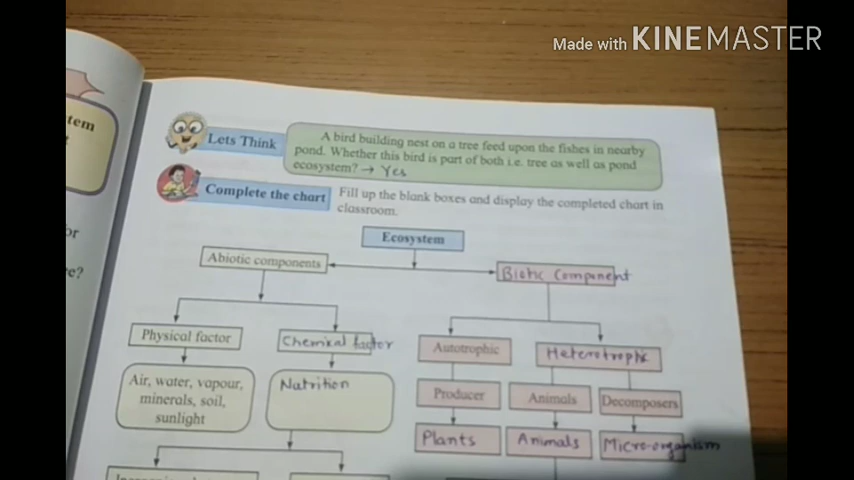 Made with KINEMASTER
tem
or
e?
Lets Think
A bird building nest on a tree feed upon the fishes in nearby
pond. Whether this bird is part of both i.e. tree as well as pond
ecosystem? → Yes
Complete the chart
Fill up the blank boxes and display the completed chart in
classroom.
Ecosystem
Abiotic components
Biotic Component
Physical factor
Chemical factor
Autotrophic
Heterotrophic
Air, water, vapour,
minerals, soil,
sunlight
Nutrition
Producer
Animals
Decomposers
Plants
Animals
Micro-organism